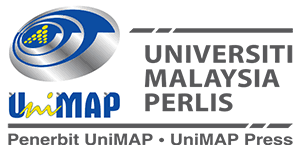 UniMAP
UNIVERSITI
MALAYSIA
PERLIS
Penerbit UniMAP • UniMAP Press